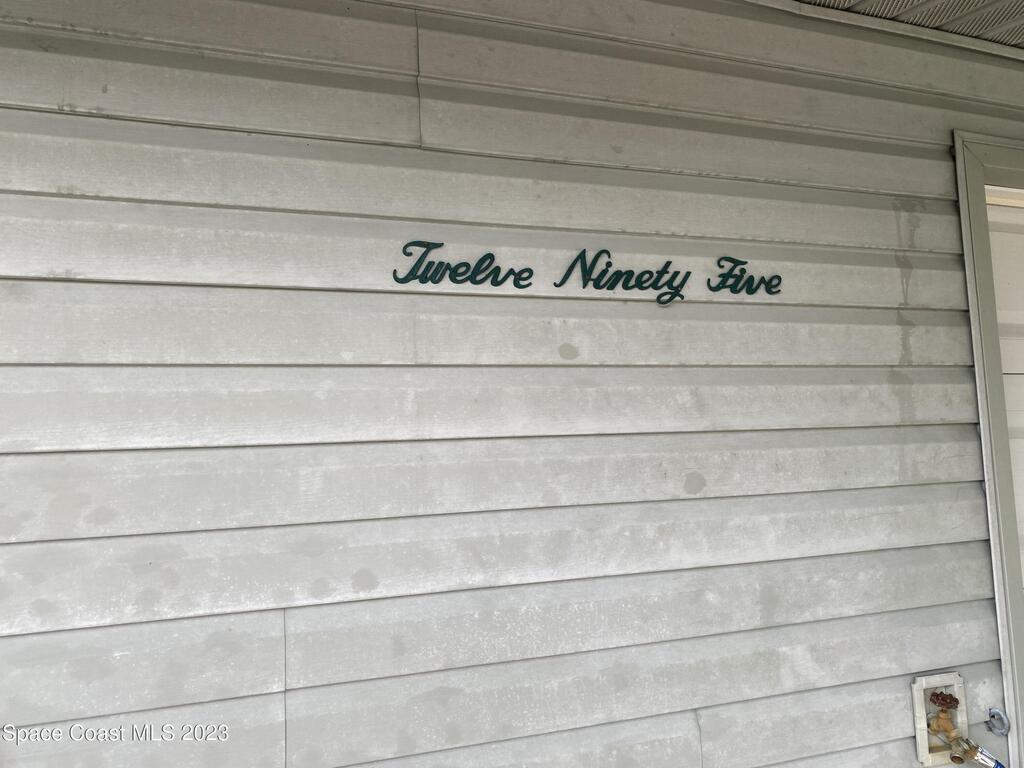 Twelve Ninety Five
Space Coast MLS 2023